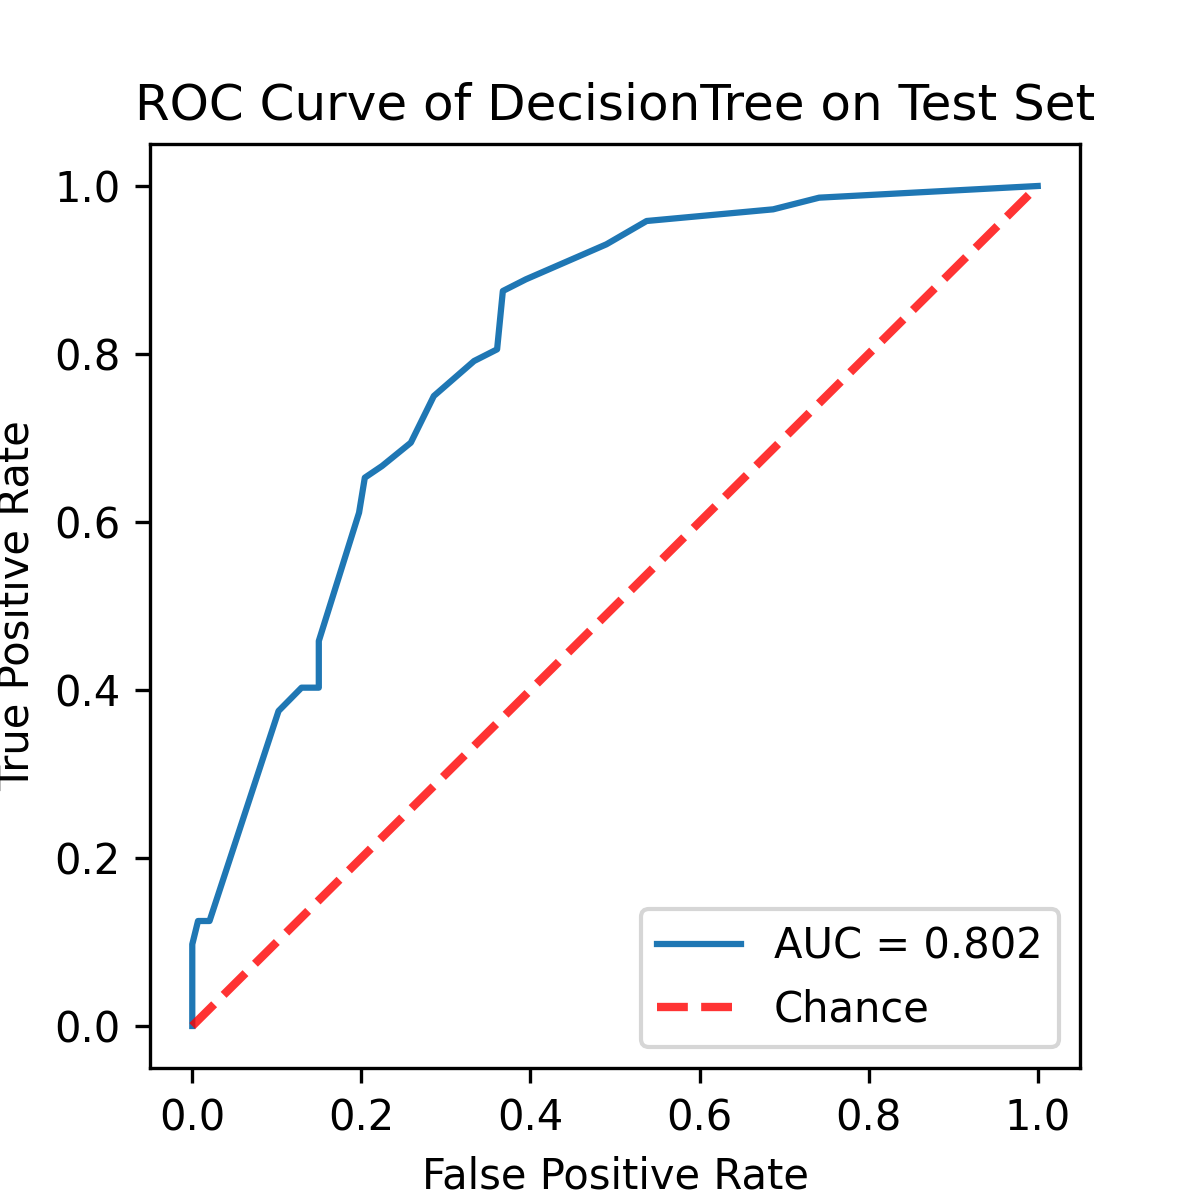 ROC Curve of DecisionTree on Test Set
True Positive Rate
1.0
0.8
0.6
0.4
0.2
0.0
AUC = 0.802
Chance
0.0 0.2 0.4 0.6 0.8 1.0
False Positive Rate